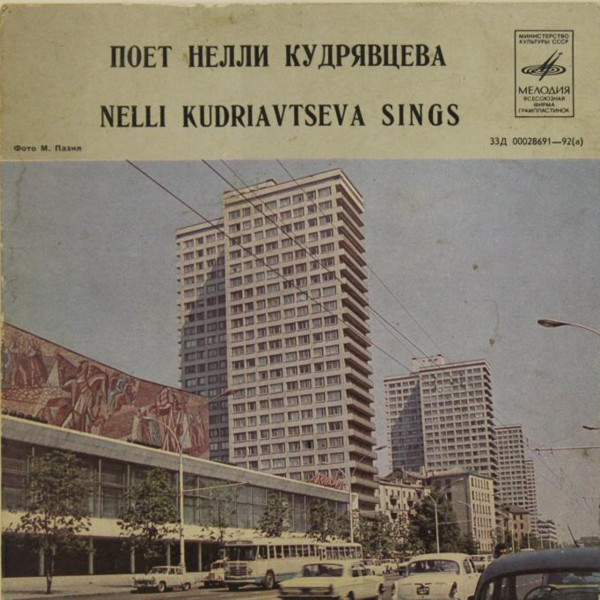 ПОЕТ НЕЛЛИ КУДРЯВЦЕВА
NELLI KUDRIAVTSEVA SINGS
МИНИСТЕРСТВО
КУЛЬТУРЫ СССР
МЕЛОДИЯ
ВСЕСОЮЗНАЯ
ФИРМА
ГРАМПЛАСТИНОК
33Д 00028691—92(а)
Фото М. Пазия